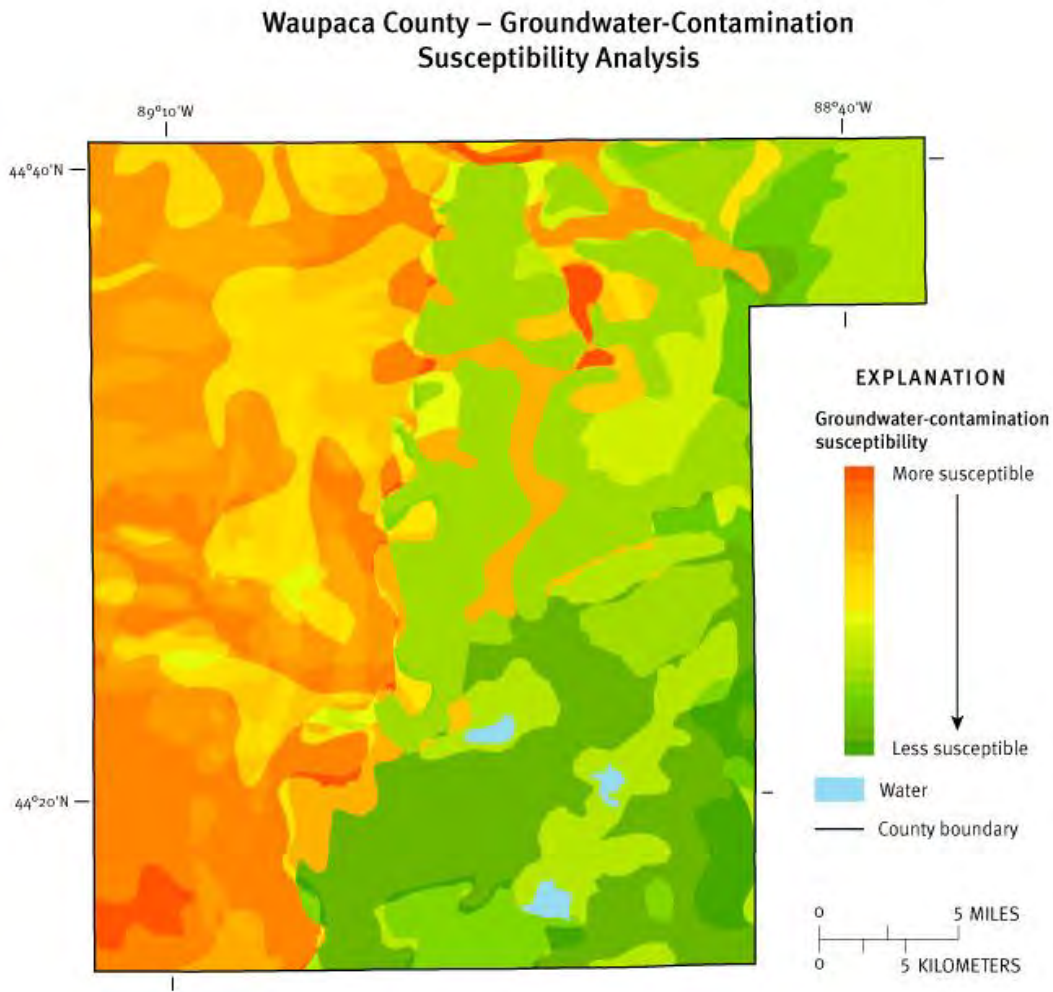 Waupaca County – Groundwater-Contamination
Susceptibility Analysis
89°10'W
88°40'W
44°40'N
EXPLANATION
Groundwater-contamination
susceptibility
More susceptible
Less susceptible
44°20'N
Water
County boundary
0 5 MILES
0 5 KILOMETERS